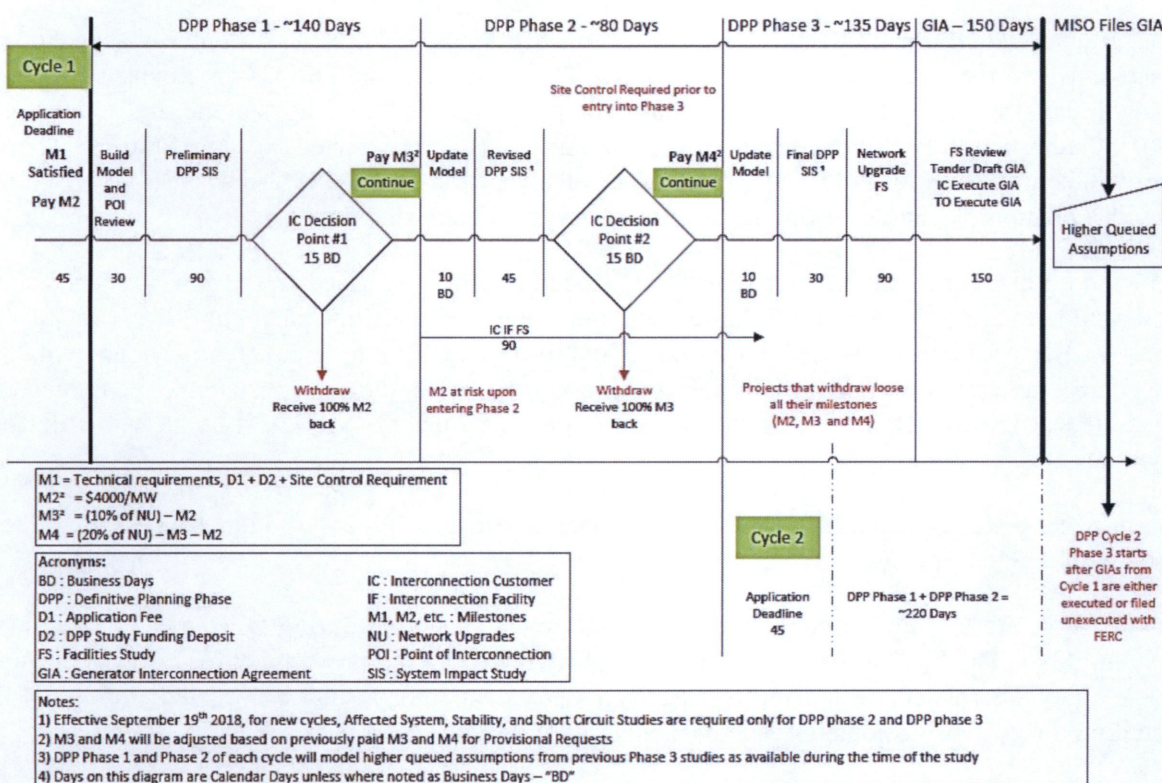 DPP Phase 1 - ~140 Days
DPP Phase 2 - ~80 Days
DPP Phase 3 - ~135 Days
GIA – 150 Days
MISO Files GIA
Cycle 1
Application
Deadline
M1
Satisfied
Pay M2
45
Build
Model
and
POI
Review
30
Preliminary
DPP SIS
90
IC Decision
Point #1
15 BD
Pay M3²
Continue
Withdraw
Receive 100% M2
back
Update
Model
10
BD
Revised
DPP SIS ¹
45
Site Control Required prior to
entry into Phase 3
IC Decision
Point #2
15 BD
Pay M4²
Continue
IC IF FS
90
M2 at risk upon
entering Phase 2
Withdraw
Receive 100% M3
back
Update
Model
10
BD
Final DPP
SIS ¹
30
Network
Upgrade
FS
90
Projects that withdraw loose
all their milestones
(M2, M3 and M4)
FS Review
Tender Draft GIA
IC Execute GIA
TO Execute GIA
150
Higher Queued
Assumptions
M1 = Technical requirements, D1 + D2 + Site Control Requirement
M2² = $4000/MW
M3² = (10% of NU) – M2
M4 = (20% of NU) – M3 – M2
Cycle 2
Application
Deadline
45
DPP Phase 1 + DPP Phase 2 =
~220 Days
DPP Cycle 2
Phase 3 starts
after GIAs from
Cycle 1 are either
executed or filed
unexecuted with
FERC
Acronyms:
BD : Business Days
DPP : Definitive Planning Phase
D1 : Application Fee
D2 : DPP Study Funding Deposit
FS : Facilities Study
GIA : Generator Interconnection Agreement
IC : Interconnection Customer
IF : Interconnection Facility
M1, M2, etc. : Milestones
NU : Network Upgrades
POI : Point of Interconnection
SIS : System Impact Study
Notes:
1) Effective September 19th 2018, for new cycles, Affected System, Stability, and Short Circuit Studies are required only for DPP phase 2 and DPP phase 3
2) M3 and M4 will be adjusted based on previously paid M3 and M4 for Provisional Requests
3) DPP Phase 1 and Phase 2 of each cycle will model higher queued assumptions from previous Phase 3 studies as available during the time of the study
4) Days on this diagram are Calendar Days unless where noted as Business Days – "BD"